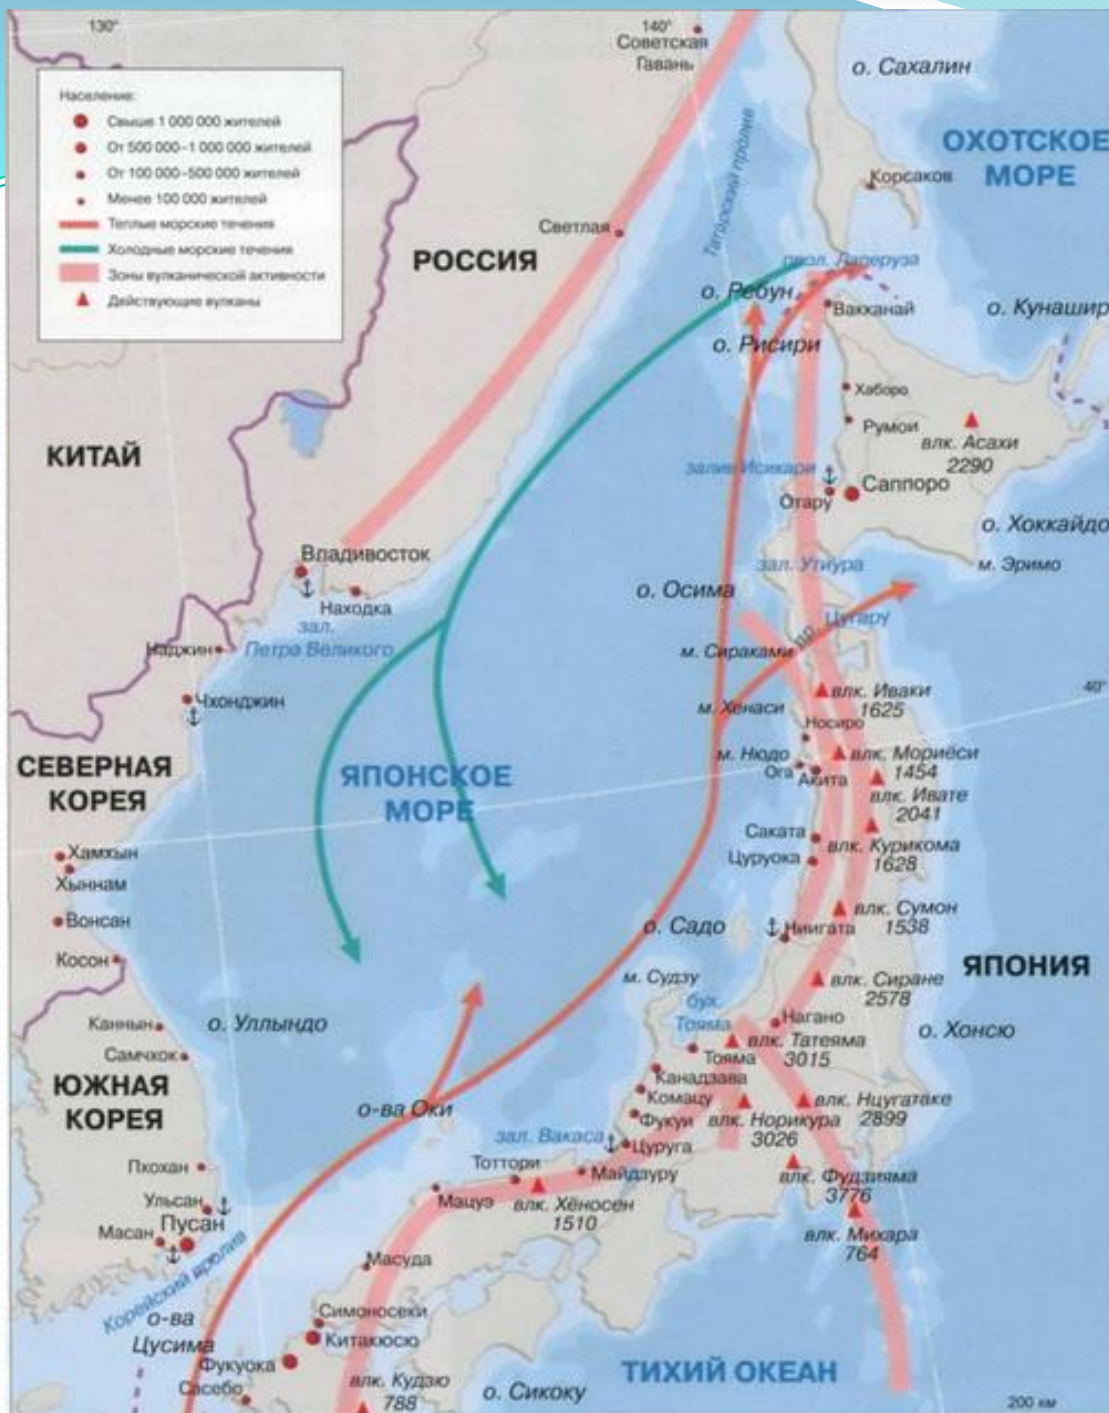 130°
140°
Советская
Гавань
о. Сахалин
Население:
Свыше 1 000 000 жителей
От 500 000–1 000 000 жителей
От 100 000–500 000 жителей
Менее 100 000 жителей
Теплые морские течения
Холодные морские течения
Зоны вулканической активности
Действующие вулканы
ОХОТСКОЕ
МОРЕ
Татарский пролив
Корсаков
Светлая
РОССИЯ
прол. Лаперуза
о. Ребун
Вакханай
о. Кунашир
о. Рисири
Хаборо
Румои
влк. Асахи
2290
КИТАЙ
залив Исикари
Отару
Саппоро
о. Хоккайдо
Владивосток
зал. Утиура
м. Эримо
Находка
о. Осима
зал.
Петра Великого
пр. Цугару
Наджин
м. Сираками
40°
Чхонджин
влк. Иваки
1625
м. Хенаси
Носиро
СЕВЕРНАЯ
КОРЕЯ
ЯПОНСКОЕ
МОРЕ
м. Нюдо
Ога
Акита
влк. Мориёси
1454
влк. Ивате
2041
Саката
Цуруока
влк. Курикома
1628
Хамхын
Хыннам
Вонсан
о. Садо
Ниигата
влк. Сумон
1538
Косон
м. Судзу
влк. Сиране
2578
ЯПОНИЯ
Каннын
о. Уллындо
бух.
Тояма
Нагано
о. Хонсю
Самчхок
Тояма
влк. Татеяма
3015
ЮЖНАЯ
КОРЕЯ
Канадзава
Комацу
о-ва Оки
Фукуи
влк. Норикура
3026
влк. Нцугатаке
2899
зал. Вакаса
Цуруга
Пхохан
Тоттори
Майдзуру
влк. Фудзияма
3776
Ульсан
Мацуэ
влк. Хёносен
1510
Масан
Пусан
влк. Михара
764
Корейский пролив
Масуда
о-ва
Цусима
Симоносеки
Китакюсю
Фукуока
ТИХИЙ ОКЕАН
Сасебо
влк. Кудзю
788
о. Сикоку
200 км